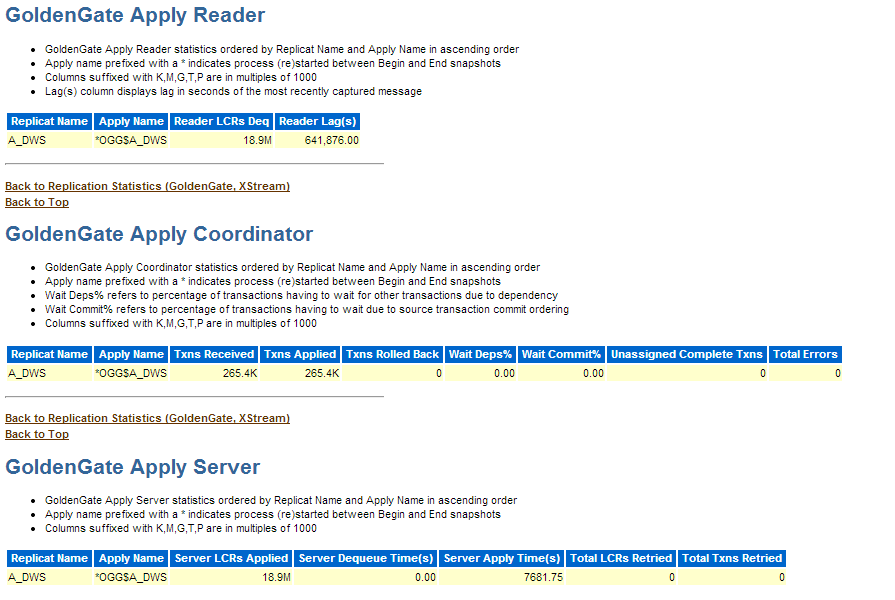 GoldenGate Apply Reader
GoldenGate Apply Reader statistics ordered by Replicat Name and Apply Name in ascending order
Apply name prefixed with a * indicates process (re)started between Begin and End snapshots
Columns suffixed with K,M,G,T,P are in multiples of 1000
Lag(s) column displays lag in seconds of the most recently captured message
Replicat Name Apply Name Reader LCRs Deq Reader Lag(s)
A_DWS *OGG$A_DWS 18.9M 641,876.00
Back to Replication Statistics (GoldenGate, XStream)
Back to Top
GoldenGate Apply Coordinator
GoldenGate Apply Coordinator statistics ordered by Replicat Name and Apply Name in ascending order
Apply name prefixed with a * indicates process (re)started between Begin and End snapshots
Wait Deps% refers to percentage of transactions having to wait for other transactions due to dependency
Wait Commit% refers to percentage of transactions having to wait due to source transaction commit ordering
Columns suffixed with K,M,G,T,P are in multiples of 1000
Replicat Name Apply Name Txns Received Txns Applied Txns Rolled Back Wait Deps% Wait Commit% Unassigned Complete Txns Total Errors
A_DWS *OGG$A_DWS 265.4K 265.4K 0 0.00 0.00 0 0
Back to Replication Statistics (GoldenGate, XStream)
Back to Top
GoldenGate Apply Server
GoldenGate Apply Server statistics ordered by Replicat Name and Apply Name in ascending order
Apply name prefixed with a * indicates process (re)started between Begin and End snapshots
Columns suffixed with K,M,G,T,P are in multiples of 1000
Replicat Name Apply Name Server LCRs Applied Server Dequeue Time(s) Server Apply Time(s) Total LCRs Retried Total Txns Retried
A_DWS *OGG$A_DWS 18.9M 0.00 7681.75 0 0